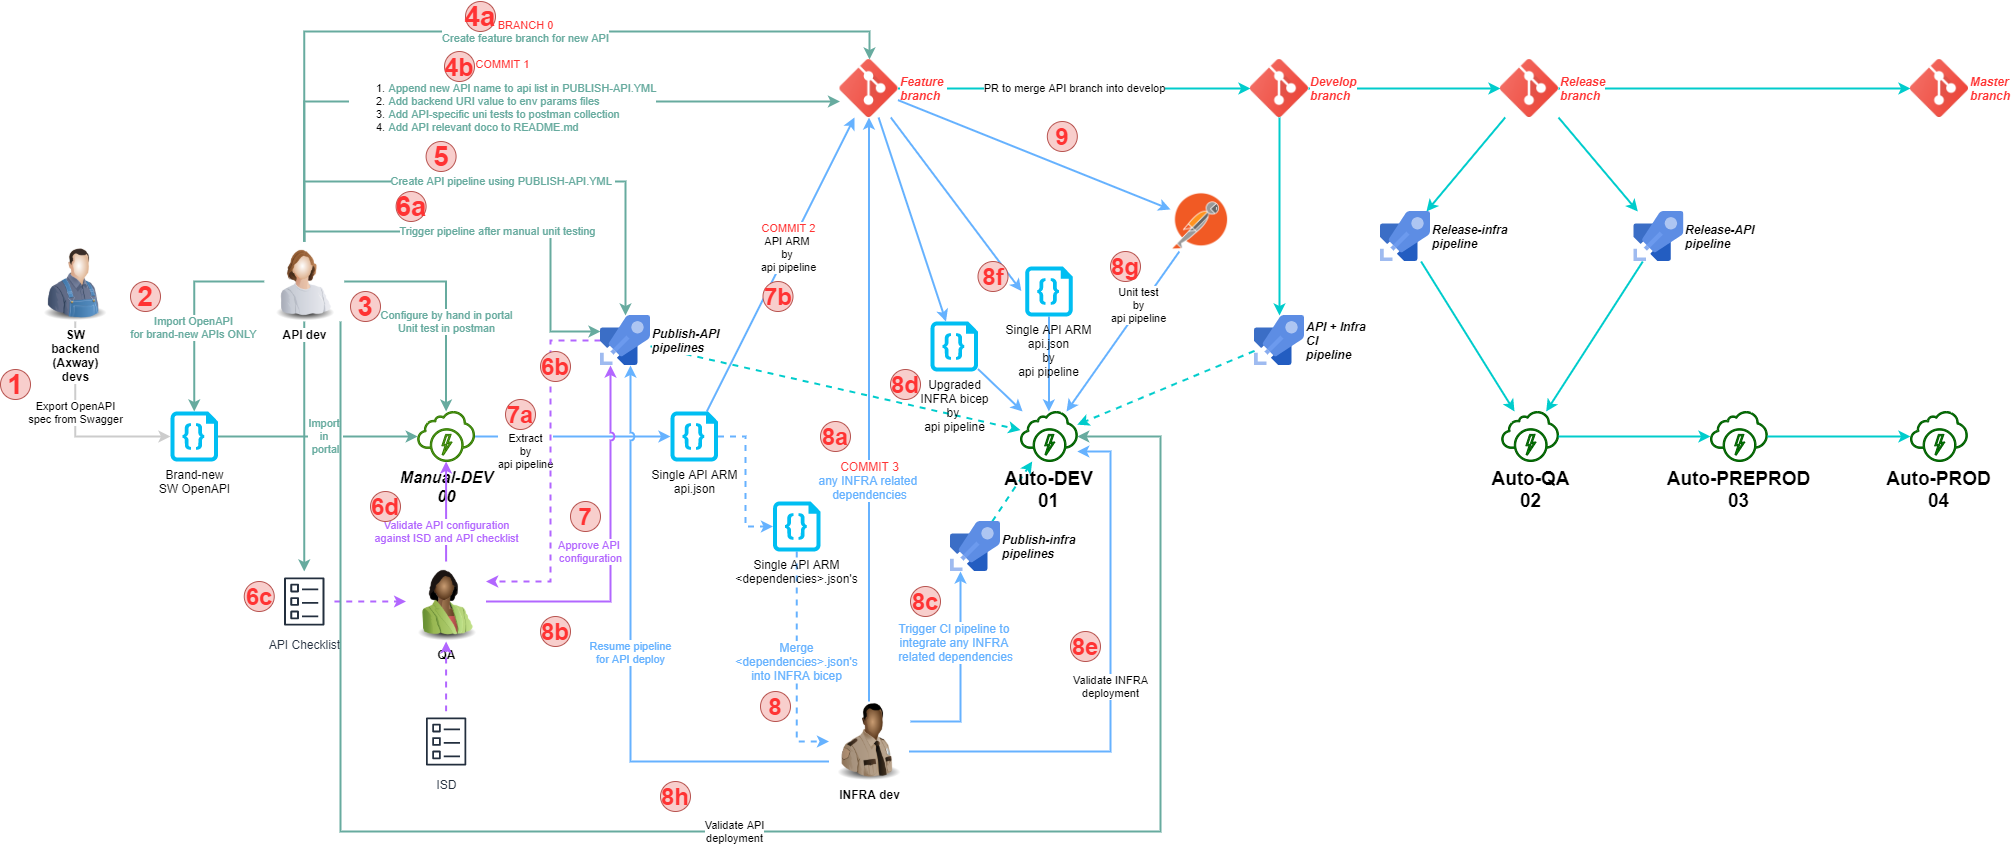 4a
BRANCH 0
Create feature branch for new API
4b
COMMIT 1
1. Append new API name to api list in PUBLISH-API.YML
2. Add backend URI value to env params files
3. Add API-specific uni tests to postman collection
4. Add API relevant doco to README.md
Feature
branch
PR to merge API branch into develop
Develop
branch
Release
branch
Master
branch
5
Create API pipeline using PUBLISH-API.YML
6a
Trigger pipeline after manual unit testing
9
COMMIT 2
API ARM
by
api pipeline
7b
8f
8g
Unit test
by
api pipeline
Release-infra
pipeline
Release-API
pipeline
2
Import OpenAPI
for brand-new APIs ONLY
API dev
3
Configure by hand in portal
Unit test in postman
SW
backend
(Axway)
devs
1
Export OpenAPI
spec from Swagger
Publish-API
pipelines
6b
Single API ARM
api.json
by
api pipeline
API + Infra
CI
pipeline
8d
Upgraded
INFRA bicep
by
api pipeline
Import
in
portal
7a
Extract
by
api pipeline
8a
COMMIT 3
any INFRA related
dependencies
Brand-new
SW OpenAPI
Manual-DEV
00
Single API ARM
api.json
Auto-DEV
01
Auto-QA
02
Auto-PREPROD
03
Auto-PROD
04
6d
Validate API configuration
against ISD and API checklist
7
Approve API
configuration
Single API ARM
<dependencies>.json's
Publish-infra
pipelines
6c
API Checklist
QA
8b
Resume pipeline
for API deploy
Merge
<dependencies>.json's
into INFRA bicep
8
8c
Trigger CI pipeline to
integrate any INFRA
related dependencies
8e
Validate INFRA
deployment
ISD
INFRA dev
8h
Validate API
deployment